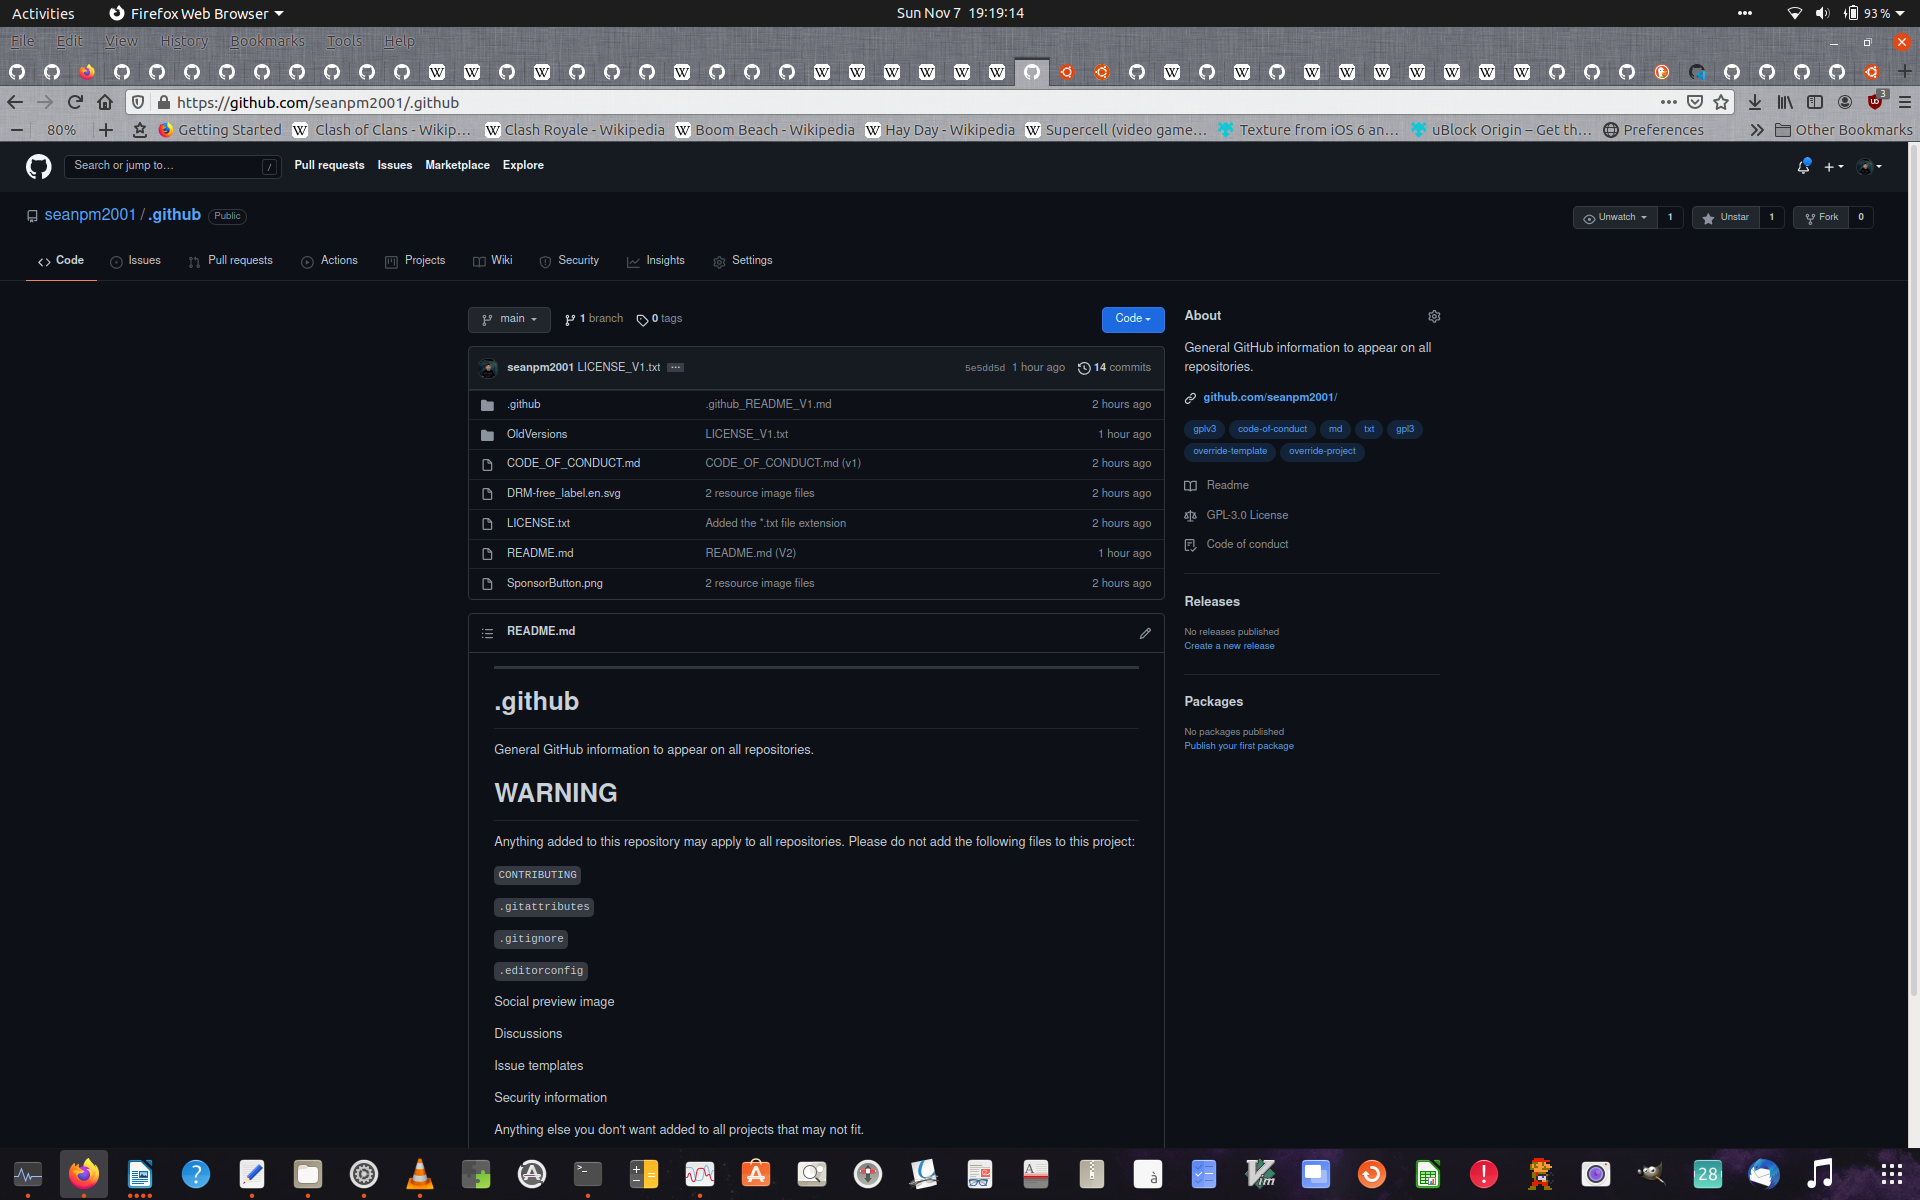 Activities
Firefox Web Browser
Sun Nov 7 19:19:14
93 %
File Edit View History Bookmarks Tools Help
https://github.com/seanpm2001/.github
3
80%
Getting Started
Clash of Clans - Wikip…
Clash Royale - Wikipedia
Boom Beach - Wikipedia
Hay Day - Wikipedia
Supercell (video game…
Texture from iOS 6 an…
uBlock Origin – Get th…
Preferences
Other Bookmarks
Search or jump to…
/
Pull requests Issues Marketplace Explore
seanpm2001 / .github
Public
Unwatch 1
Unstar 1
Fork 0
Code
Issues
Pull requests
Actions
Projects
Wiki
Security
Insights
Settings
main
1 branch
0 tags
Code
seanpm2001 LICENSE_V1.txt
5e5dd5d 1 hour ago
14 commits
.github .github_README_V1.md 2 hours ago
OldVersions LICENSE_V1.txt 1 hour ago
CODE_OF_CONDUCT.md CODE_OF_CONDUCT.md (v1) 2 hours ago
DRM-free_label.en.svg 2 resource image files 2 hours ago
LICENSE.txt Added the *.txt file extension 2 hours ago
README.md README.md (V2) 1 hour ago
SponsorButton.png 2 resource image files 2 hours ago
README.md
.github
General GitHub information to appear on all repositories.
WARNING
Anything added to this repository may apply to all repositories. Please do not add the following files to this project:
CONTRIBUTING
.gitattributes
.gitignore
.editorconfig
Social preview image
Discussions
Issue templates
Security information
Anything else you don't want added to all projects that may not fit.
About
General GitHub information to appear on all
repositories.
github.com/seanpm2001/
gplv3 code-of-conduct md txt gpl3
override-template override-project
Readme
GPL-3.0 License
Code of conduct
Releases
No releases published
Create a new release
Packages
No packages published
Publish your first package
28